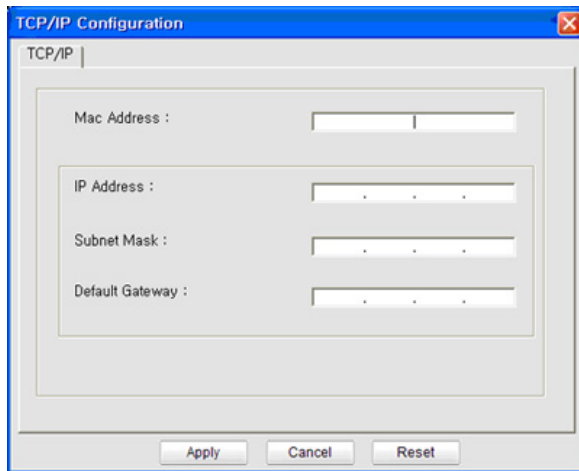 TCP/IP Configuration
TCP/IP
Mac Address :
IP Address :
. . .
Subnet Mask :
. . .
Default Gateway :
. . .
Apply Cancel Reset